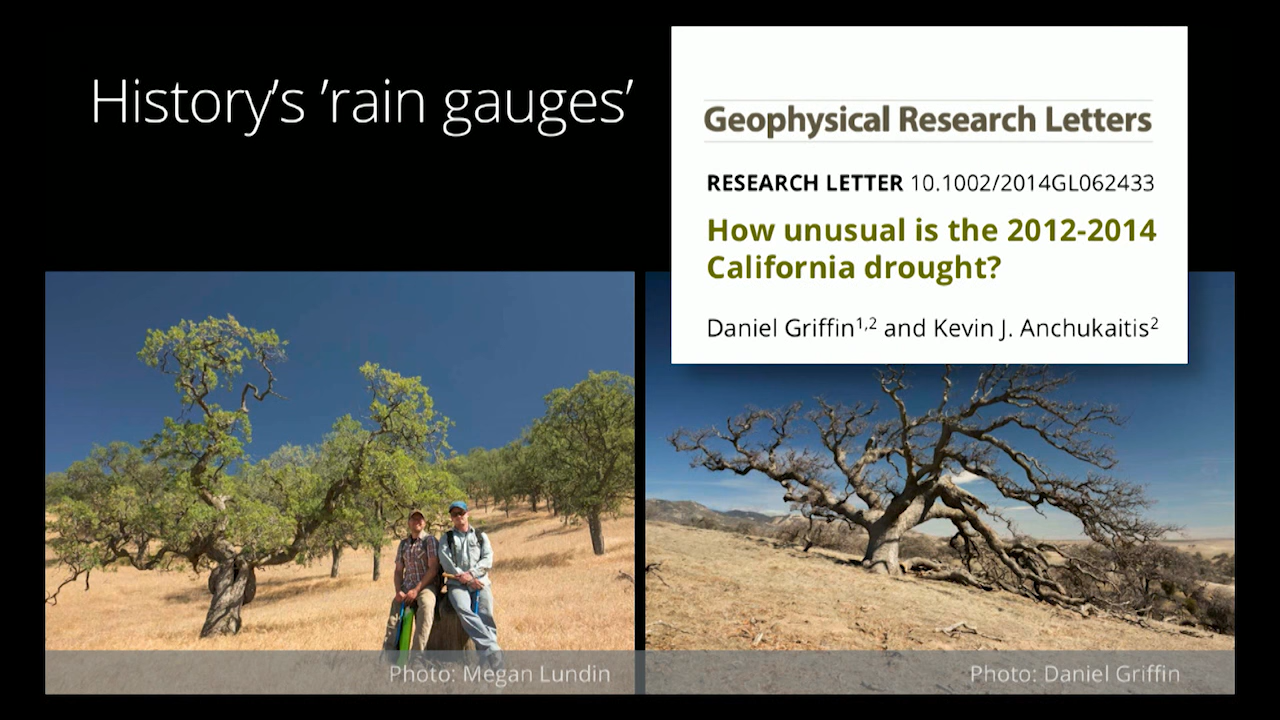 History's 'rain gauges'
Geophysical Research Letters
RESEARCH LETTER 10.1002/2014GL062433
How unusual is the 2012-2014
California drought?
Daniel Griffin1,2 and Kevin J. Anchukaitis2
Photo: Megan Lundin
Photo: Daniel Griffin